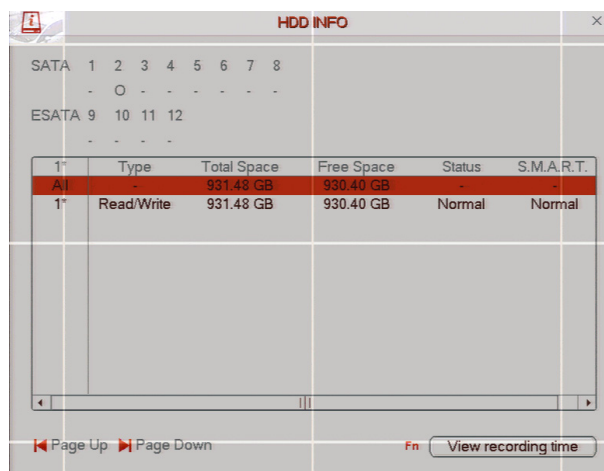 HDD INFO
SATA 1 2 3 4 5 6 7 8
- O - - - - - -
ESATA 9 10 11 12
- - - -
1* Type Total Space Free Space Status S.M.A.R.T.
All - 931.48 GB 930.40 GB - -
1* Read/Write 931.48 GB 930.40 GB Normal Normal
Page Up Page Down Fn View recording time